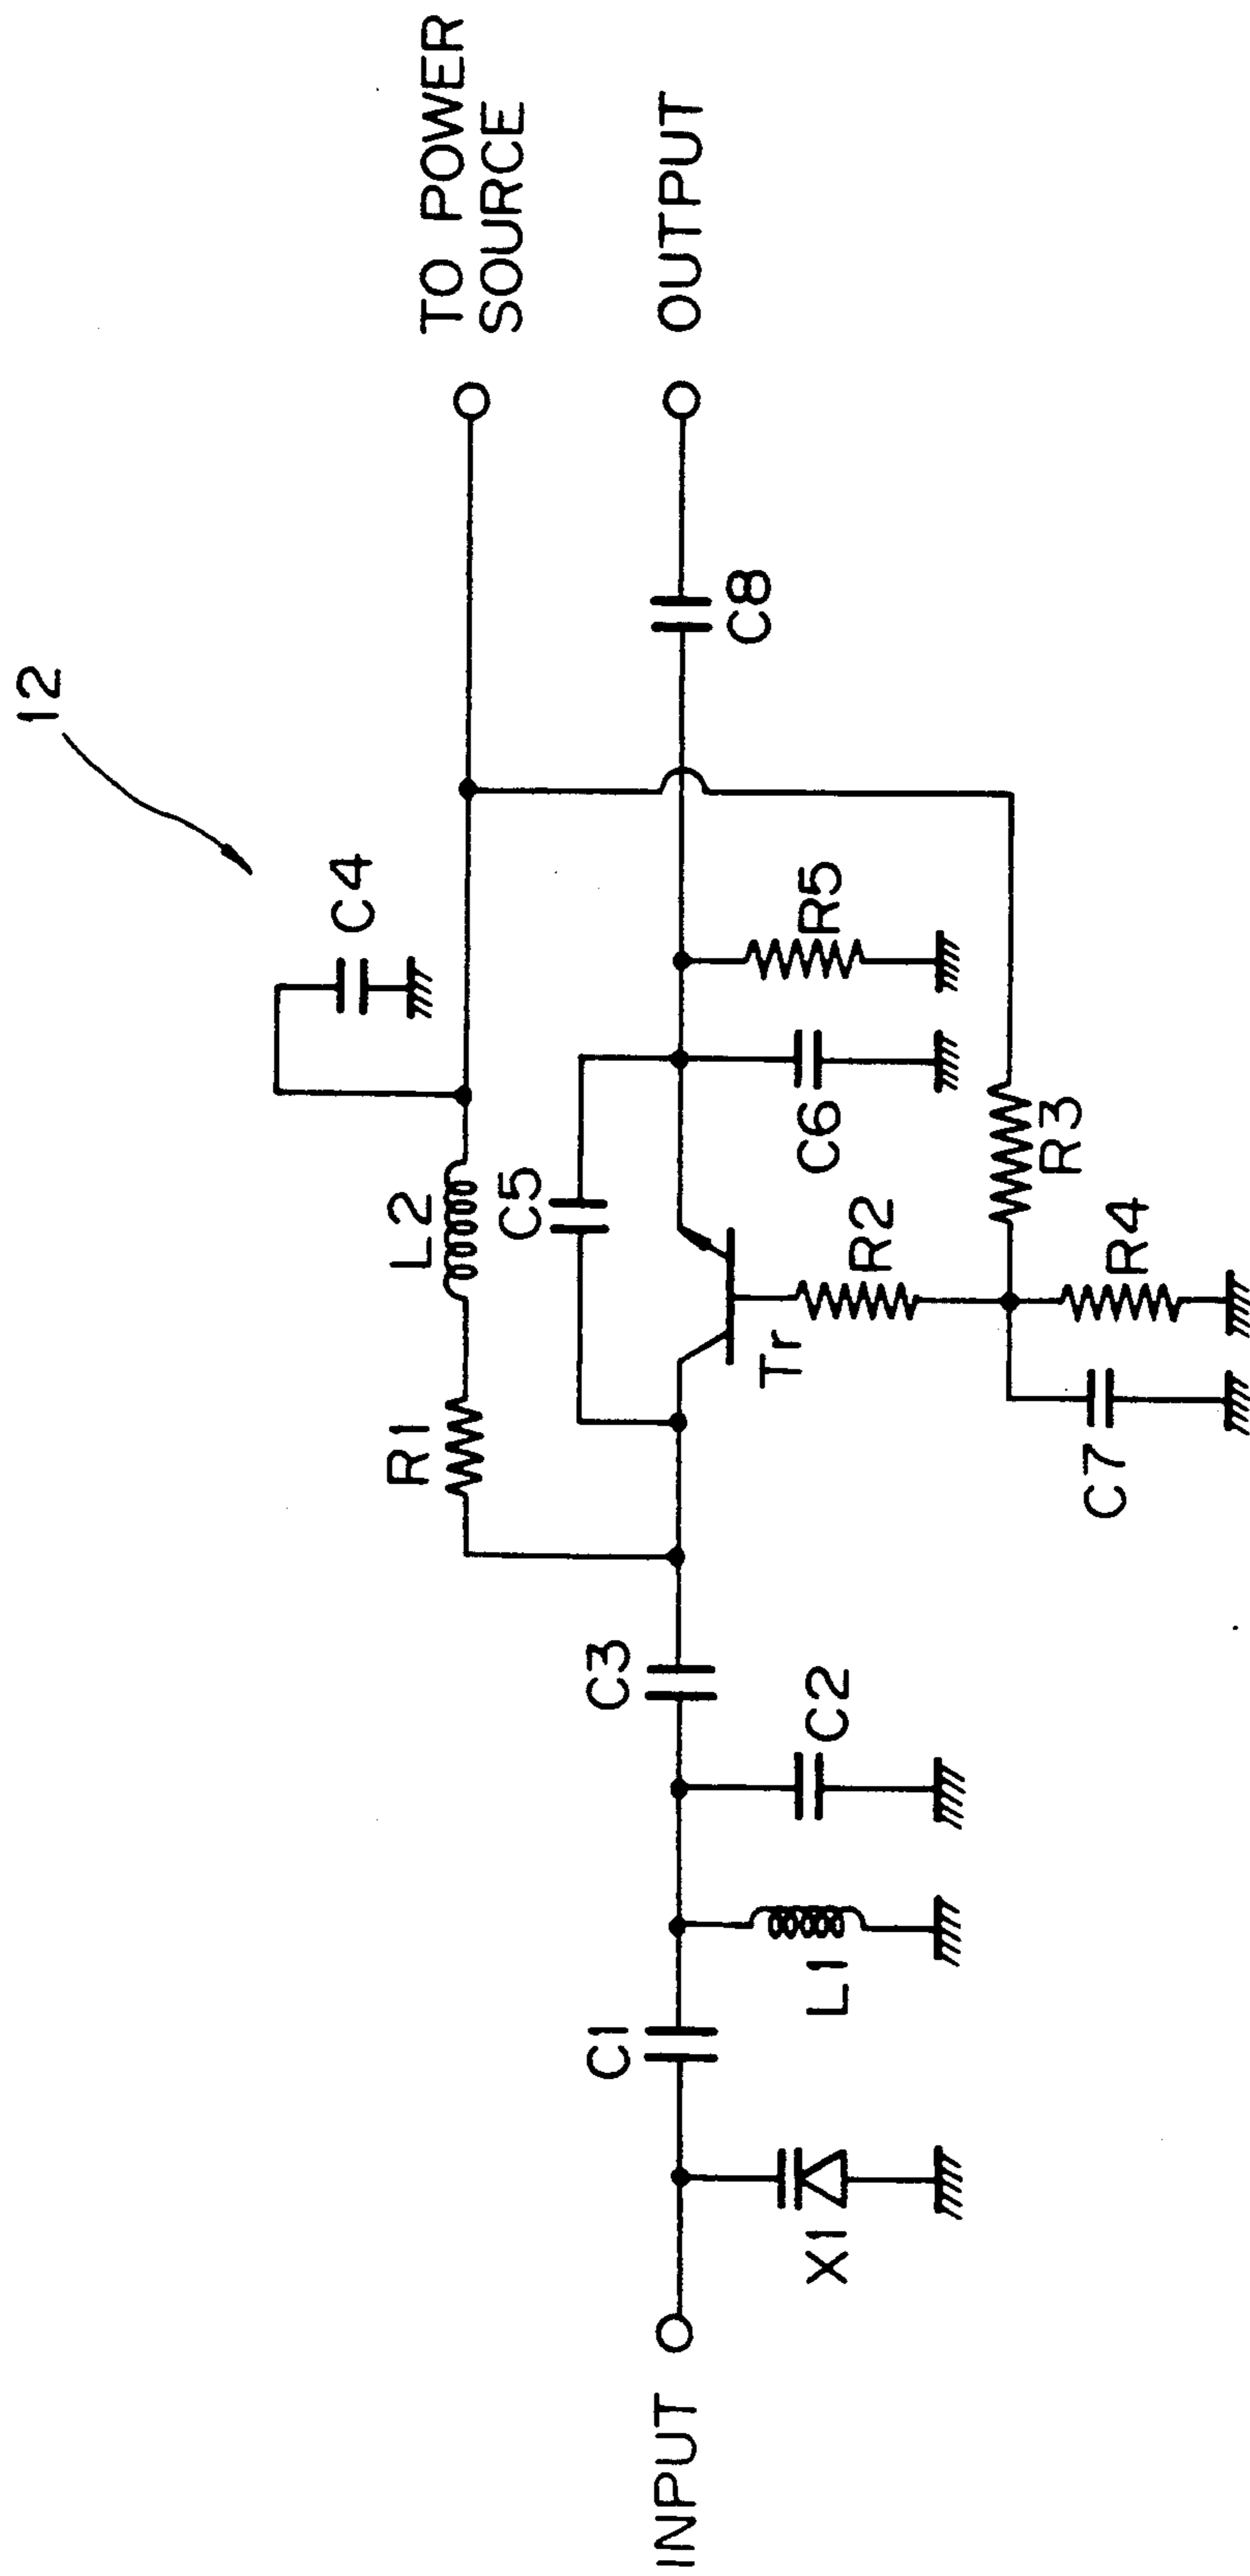 12
TO POWER
SOURCE
C4
L2
R1
C5
OUTPUT
C8
R5
C6
C3
C1
INPUT
Tr
R2
C2
L1
X1
R3
R4
C7